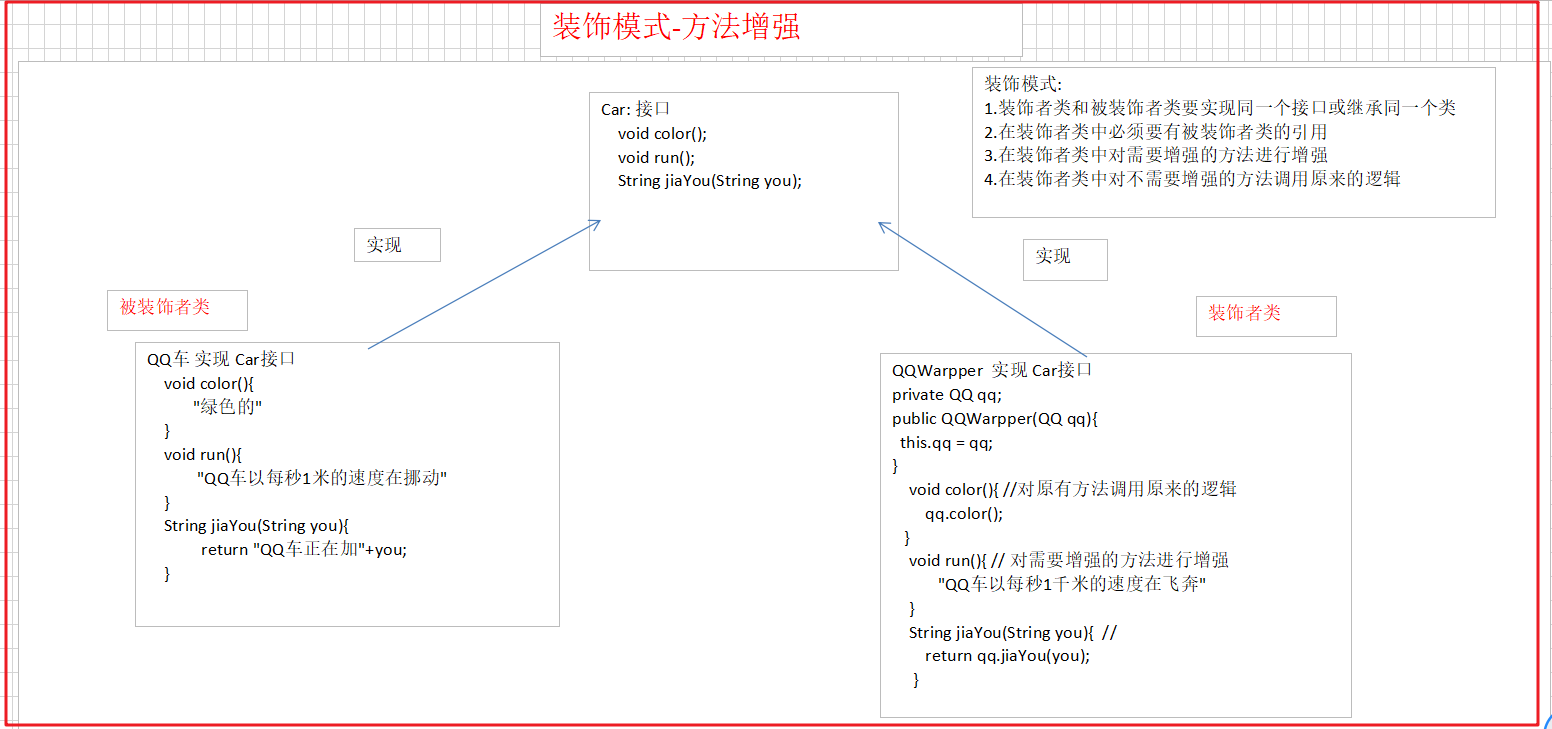 装饰模式-方法增强
装饰模式:
1.装饰者类和被装饰者类要实现同一个接口或继承同一个类
2.在装饰者类中必须要有被装饰者类的引用
3.在装饰者类中对需要增强的方法进行增强
4.在装饰者类中对不需要增强的方法调用原来的逻辑
Car: 接口
void color();
void run();
String jiaYou(String you);
实现
实现
被装饰者类
装饰者类
QQ车 实现 Car接口
void color(){
"绿色的"
}
void run(){
"QQ车以每秒1米的速度在挪动"
}
String jiaYou(String you){
return "QQ车正在加"+you;
}
QQWarpper  实现 Car接口
private QQ qq;
public QQWarpper(QQ qq){
this.qq = qq;
}
void color(){ //对原有方法调用原来的逻辑
qq.color();
}
void run(){ // 对需要增强的方法进行增强
"QQ车以每秒1千米的速度在飞奔"
}
String jiaYou(String you){  //
return qq.jiaYou(you);
}